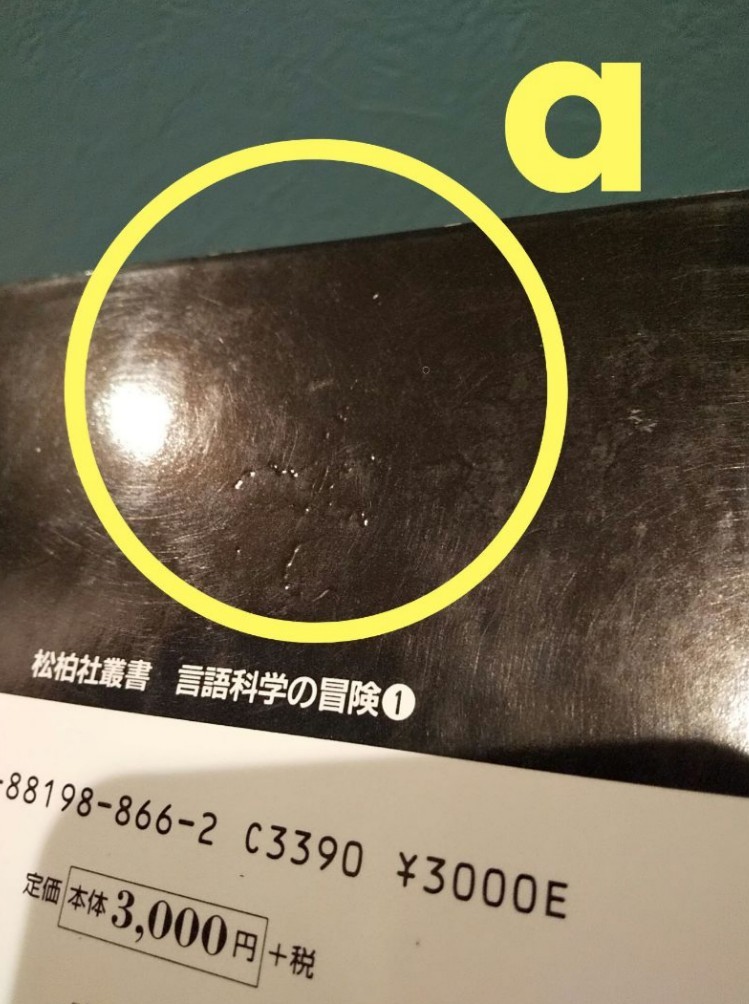 a
松柏社叢書 言語科学の冒険❶
-88198-866-2 C3390 ¥3000E
定価 本体3,000円+税